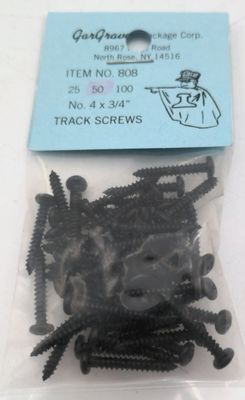 GarGraves Package Corp.
8967 Road
North Rose, NY 14516
ITEM NO. 808
25 50 100
No. 4 x 3/4"
TRACK SCREWS